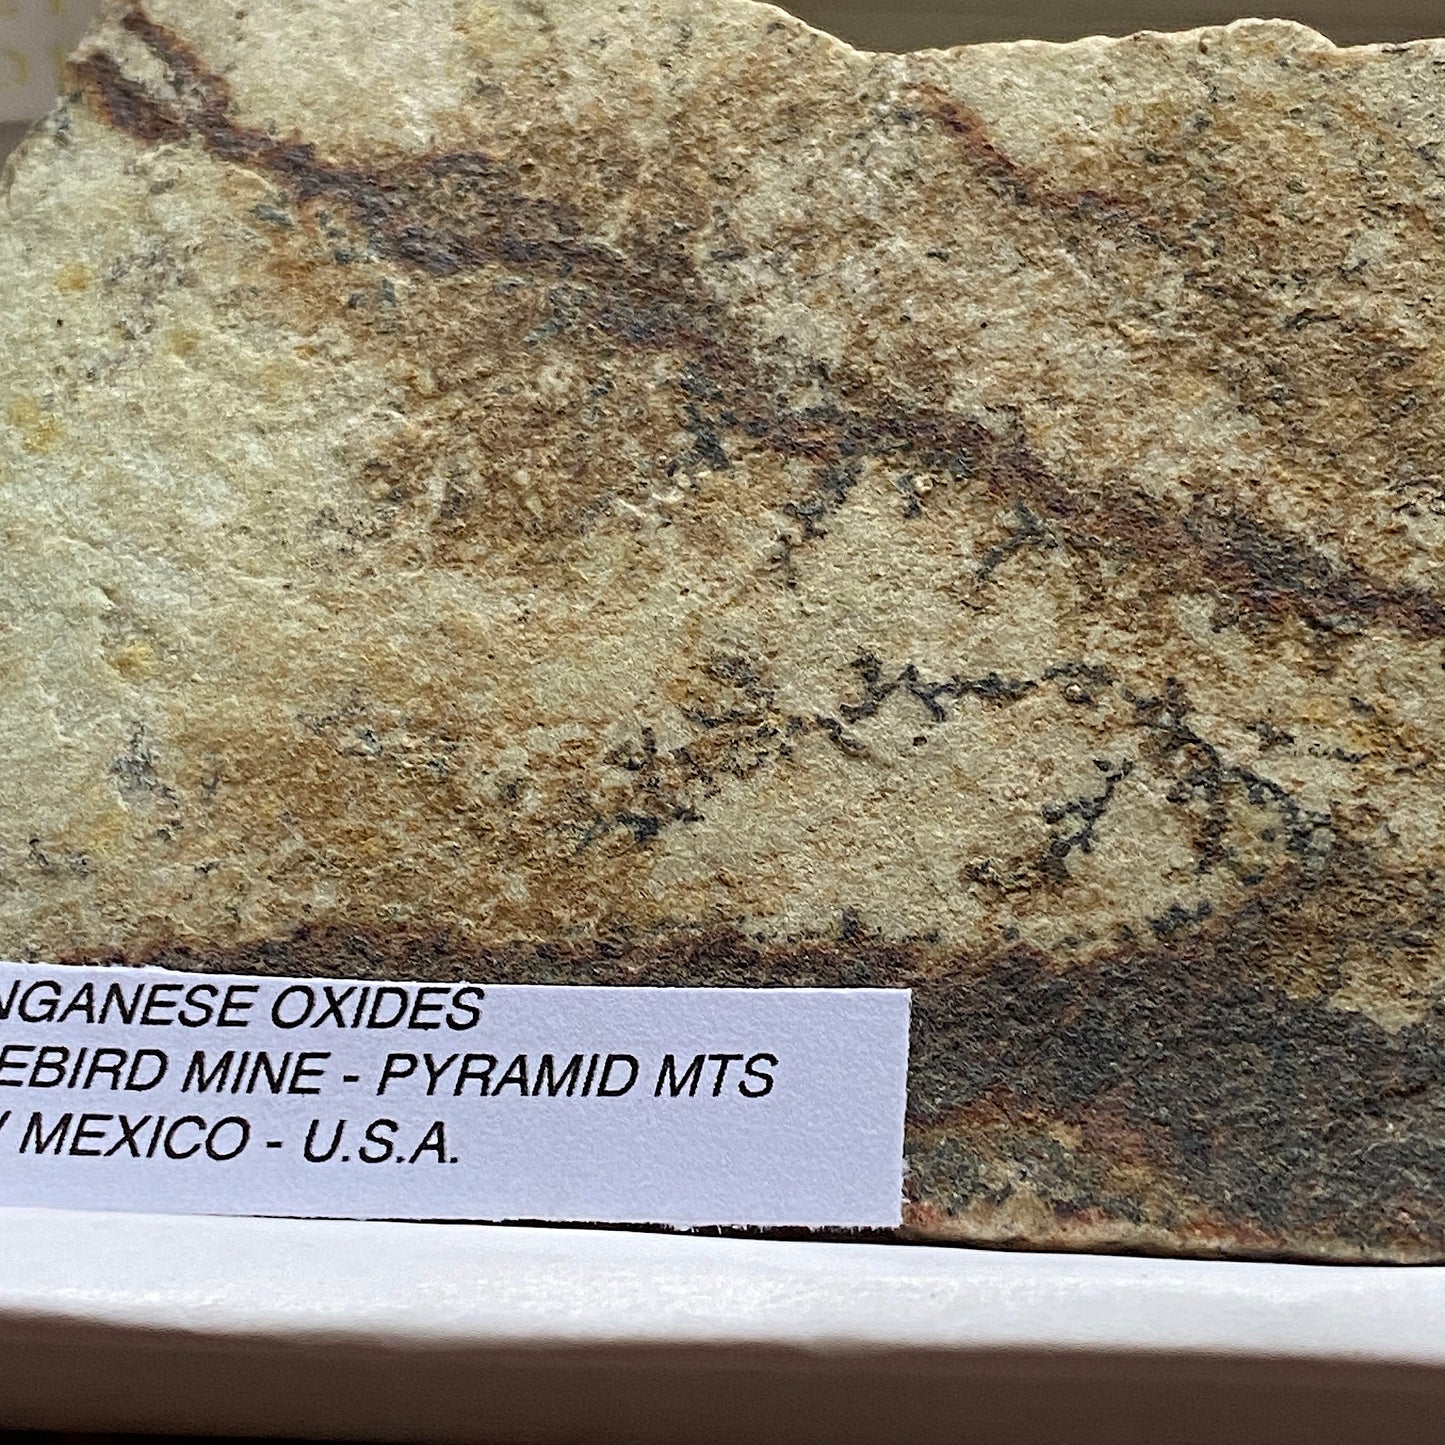 NGANESE OXIDES
EBIRD MINE - PYRAMID MTS
MEXICO - U.S.A.